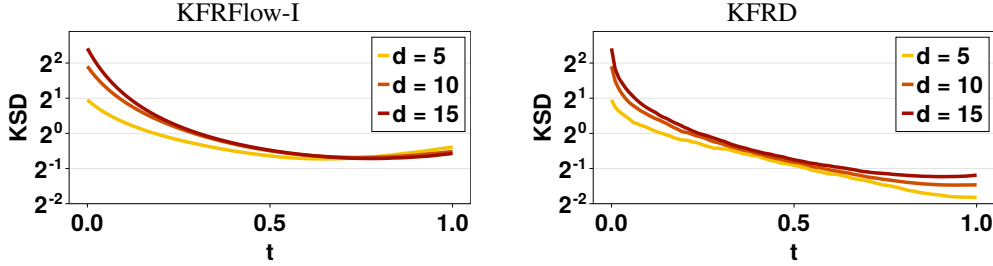 KFRFlow-I
KSD
2^2
2^1
2^0
2^-1
2^-2
d = 5
d = 10
d = 15
0.0 0.5 1.0
t
KFRD
KSD
2^2
2^1
2^0
2^-1
2^-2
d = 5
d = 10
d = 15
0.0 0.5 1.0
t